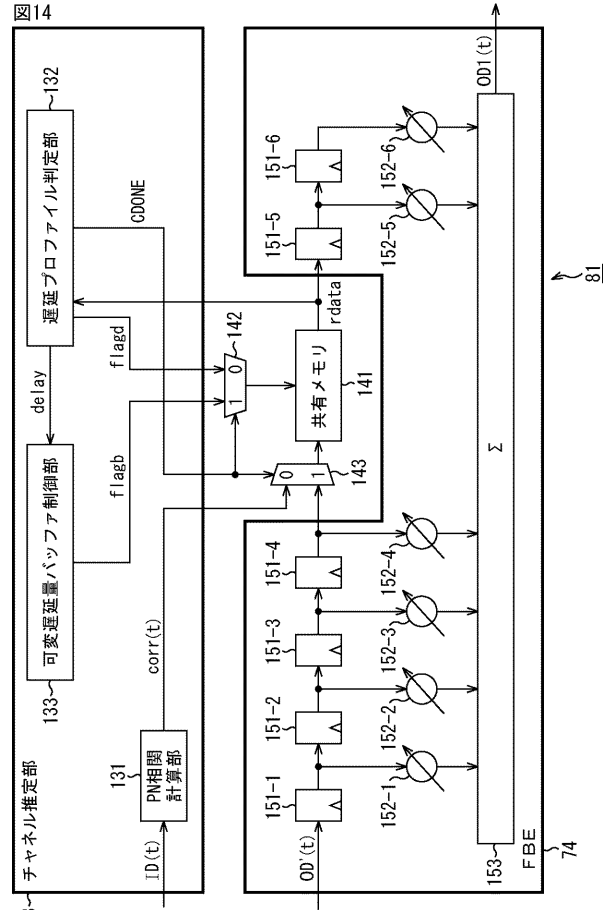 図14
チャネル推定部
ID(t)
131
PN相関
計算部
corr(t)
133
可変遅延量バッファ制御部
flagb
delay
132
遅延プロファイル判定部
flagd
CDONE
142
1 0
143
0
1
共有メモリ
141
rdata
OD'(t)
151-1
151-2
151-3
151-4
151-5
151-6
152-1
152-2
152-3
152-4
152-5
152-6
Σ
153
OD1(t)
FBE
74
81